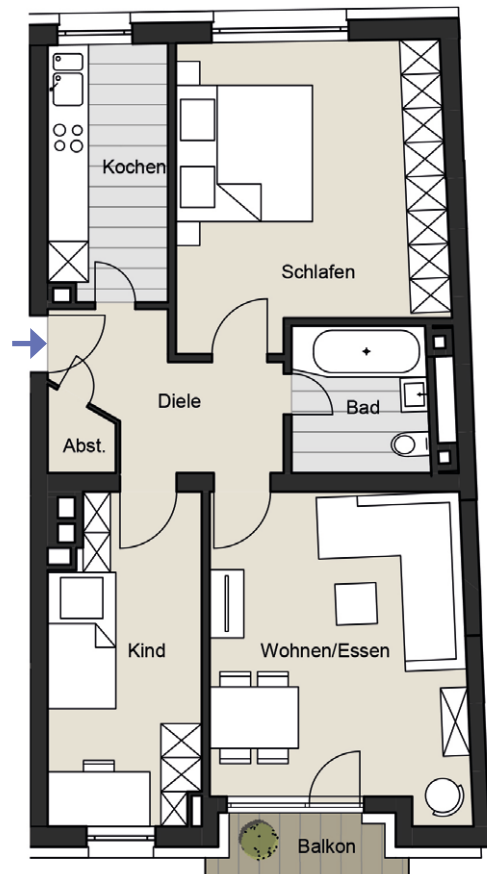 Kochen
Schlafen
Diele
Bad
Abst.
Kind
Wohnen/Essen
Balkon